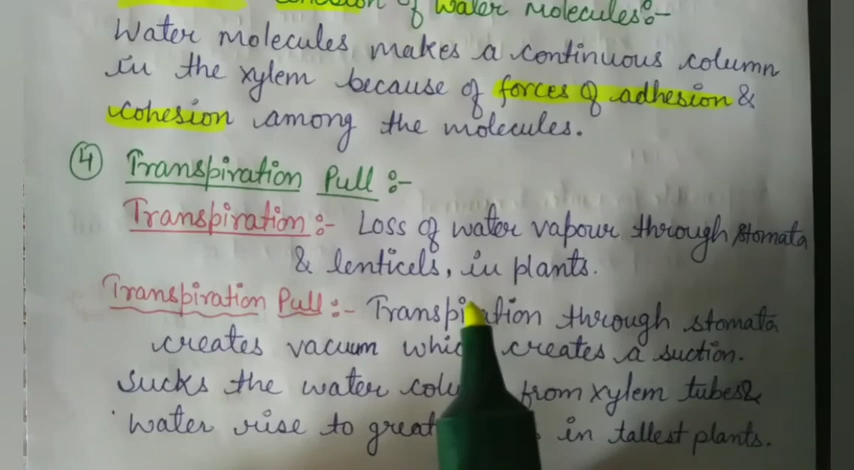 of Water Molecules:-
Water molecules makes a continuous column
in the xylem because of forces of adhesion &
cohesion among the molecules.
④ Transpiration Pull :-
Transpiration :- Loss of water vapour through stomata
& lenticels, in plants.
Transpiration Pull :- Transpiration through stomata
creates vacuum which creates a suction.
Sucks the water from xylem tubes &
water rise to great in tallest plants.